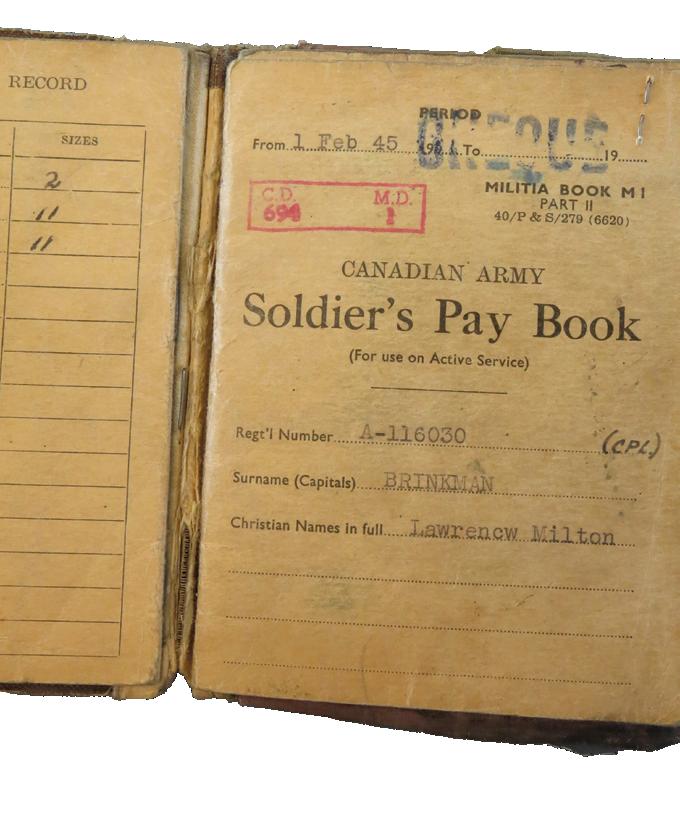 RECORD
SIZES
2
11
11
PERIOD
From 1 Feb 45 194 To 19
MILITIA BOOK M I
PART II
40/P & S/279 (6620)
C.D. M.D.
694 1
CANADIAN ARMY
Soldier's Pay Book
(For use on Active Service)
Regt'l Number A-116030 (CPL)
Surname (Capitals) BRINKMAN
Christian Names in full Lawrencw Milton